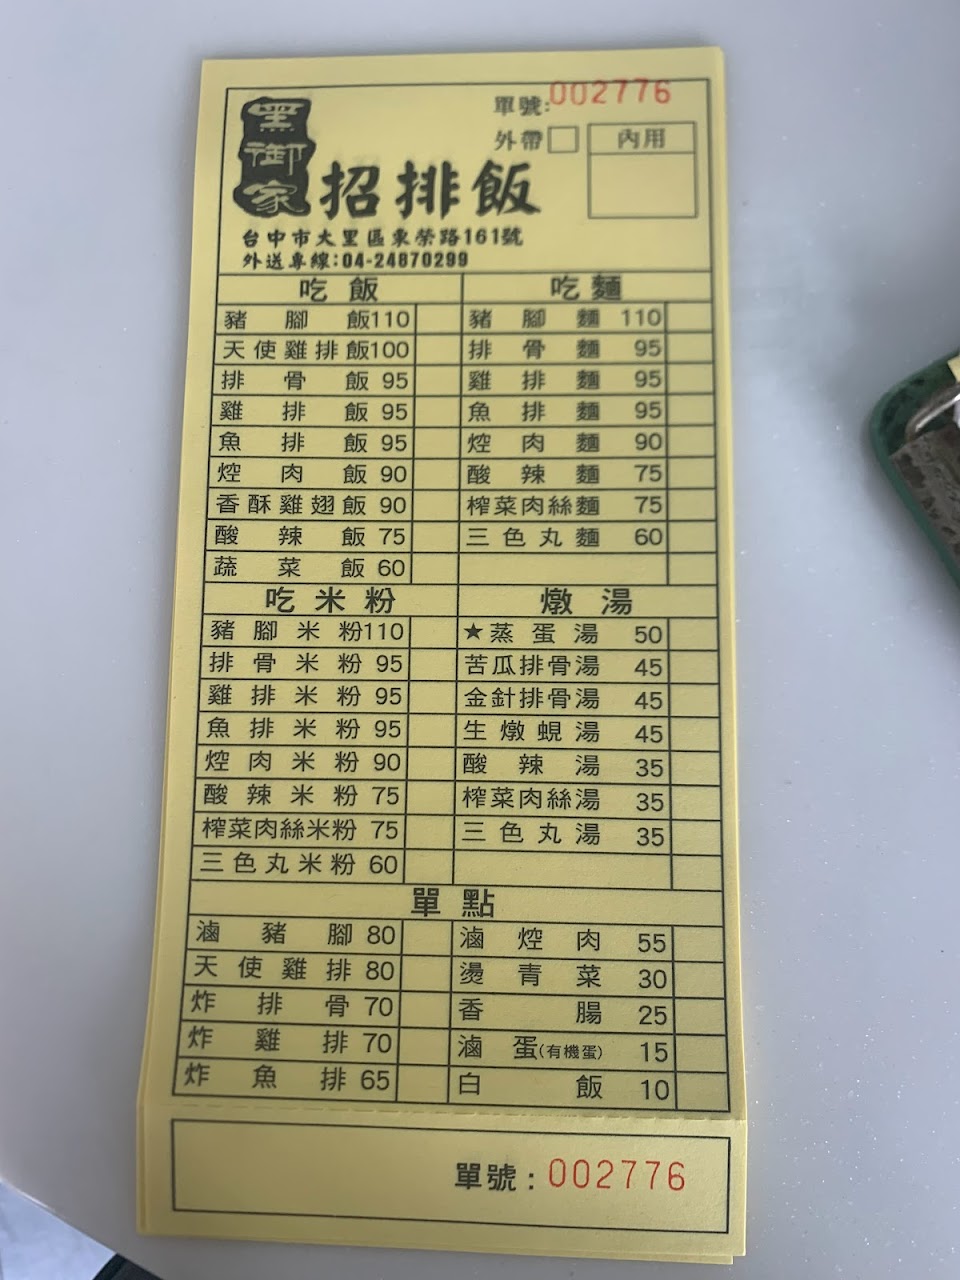 單號:002776
外帶 內用
黑御家 招排飯
台中市大里區東榮路161號
外送專線:04-24870299
吃飯 吃麵
豬腳飯110 豬腳麵110
天使雞排飯100 排骨麵95
排骨飯95 雞排麵95
雞排飯95 魚排麵95
魚排飯95 焢肉麵90
焢肉飯90 酸辣麵75
香酥雞翅飯90 榨菜肉絲麵75
酸辣飯75 三色丸麵60
蔬菜飯60
吃米粉 燉湯
豬腳米粉110 ★蒸蛋湯50
排骨米粉95 苦瓜排骨湯45
雞排米粉95 金針排骨湯45
魚排米粉95 生燉蜆湯45
焢肉米粉90 酸辣湯35
酸辣米粉75 榨菜肉絲湯35
榨菜肉絲米粉75 三色丸湯35
三色丸米粉60
單點
滷豬腳80 滷焢肉55
天使雞排80 燙青菜30
炸排骨70 香腸25
炸雞排70 滷蛋(有機蛋)15
炸魚排65 白飯10
單號:002776